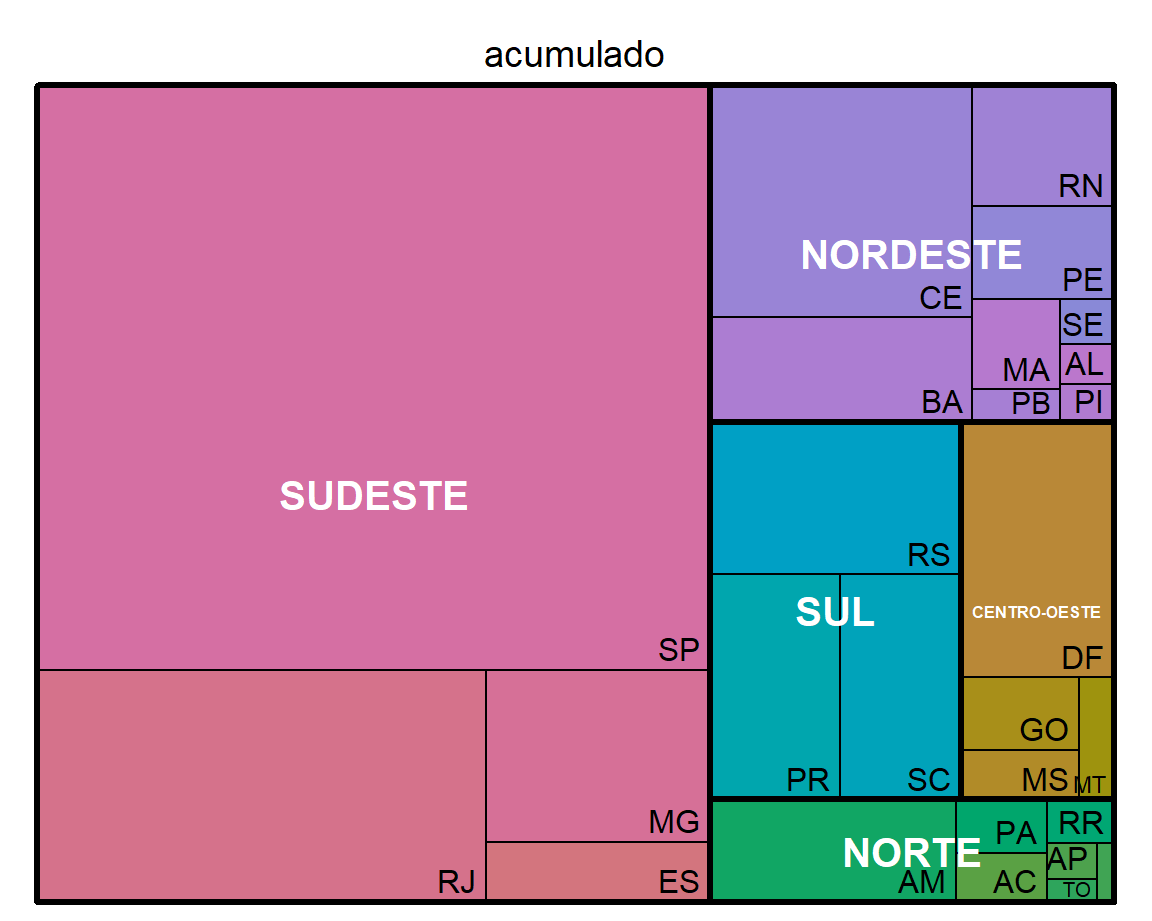 acumulado
RN
NORDESTE
PE
CE
SE
AL
MA
BA
PB
PI
SUDESTE
SP
RS
SUL
CENTRO-OESTE
DF
GO
PR
SC
MS
MT
MG
RJ
ES
NORTE
PA
RR
AP
AM
AC
TO